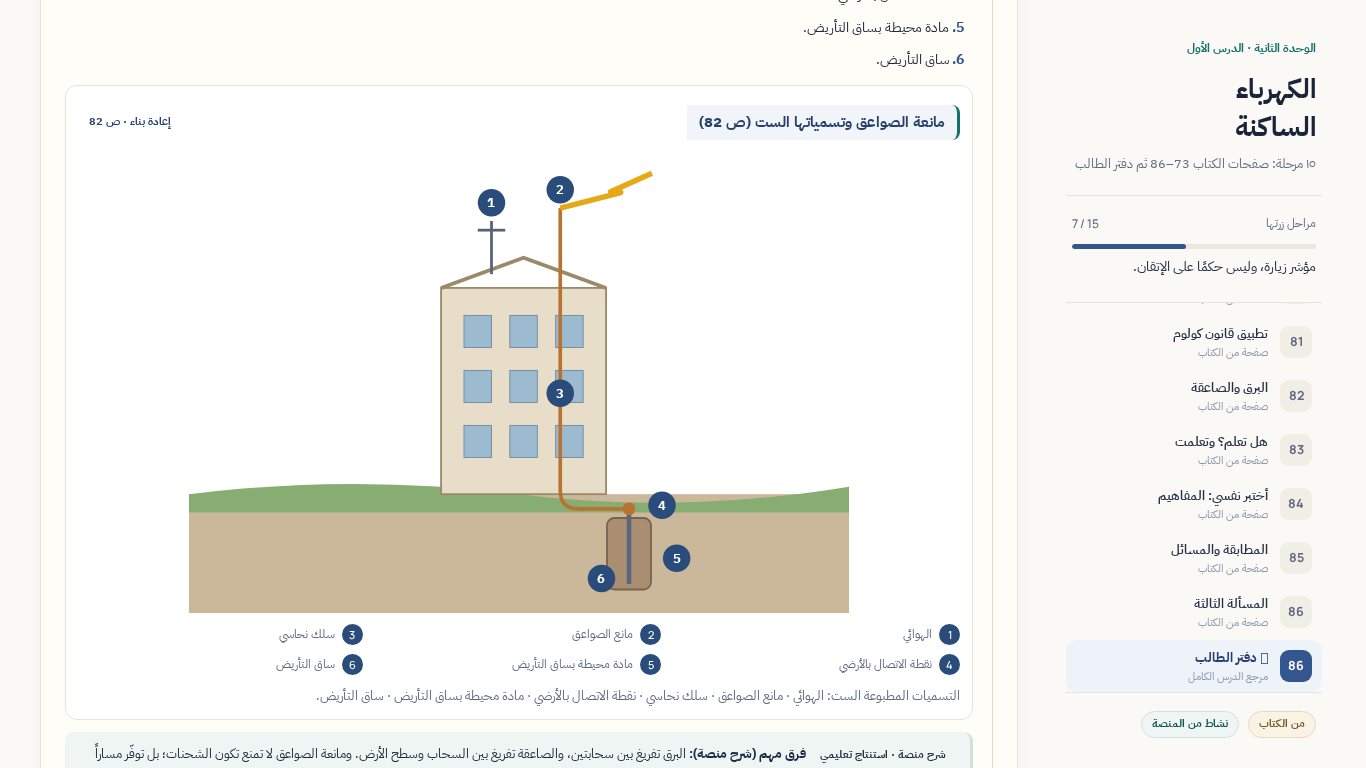 الوحدة الثانية · الدرس الأول
الكهرباء
الساكنة
١٥ مرحلة: صفحات الكتاب 73–86 ثم دفتر الطالب
مراحل زرتها
7 / 15
مؤشر زيارة، وليس حكمًا على الإتقان.
81
تطبيق قانون كولوم
صفحة من الكتاب
82
البرق والصاعقة
صفحة من الكتاب
83
هل تعلم؟ وتعلمت
صفحة من الكتاب
84
أختبر نفسي: المفاهيم
صفحة من الكتاب
85
المطابقة والمسائل
صفحة من الكتاب
86
المسألة الثالثة
صفحة من الكتاب
86
دفتر الطالب
مرجع الدرس الكامل
من الكتاب
نشاط من المنصة
5. مادة محيطة بساق التأريض.
6. ساق التأريض.
مانعة الصواعق وتسمياتها الست (ص 82)
إعادة بناء · ص 82
1
2
3
4
5
6
1 الهوائي
2 مانع الصواعق
3 سلك نحاسي
4 نقطة الاتصال بالأرضي
5 مادة محيطة بساق التأريض
6 ساق التأريض
التسميات المطبوعة الست: الهوائي · مانع الصواعق · سلك نحاسي · نقطة الاتصال بالأرضي · مادة محيطة بساق التأريض · ساق التأريض.
شرح منصة · استنتاج تعليمي
فرق مهم (شرح منصة): البرق تفريغ بين سحابتين، والصاعقة تفريغ بين السحاب وسطح الأرض. ومانعة الصواعق لا تمنع تكون الشحنات؛ بل توفّر مساراً